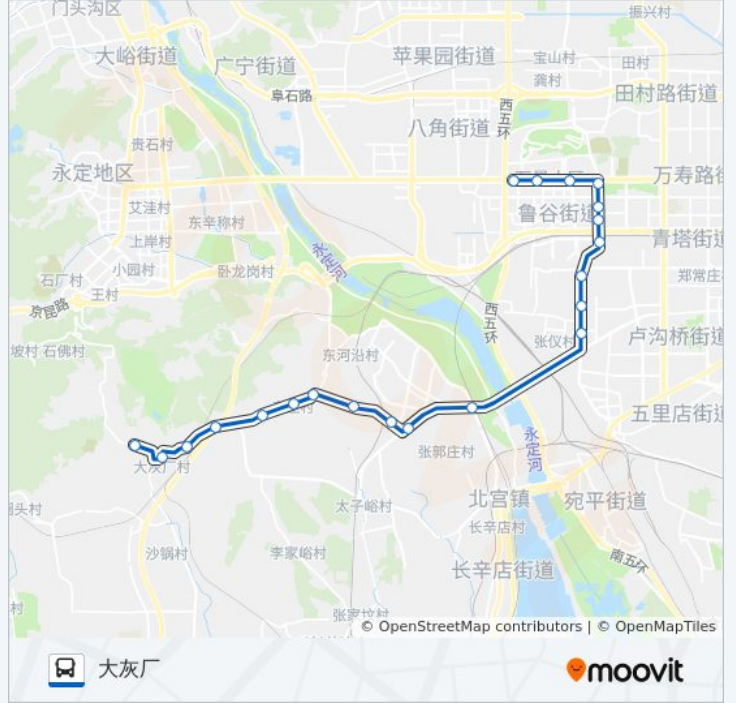 门头沟区
振兴村
大峪街道
广宁街道
苹果园街道
宝山村
田村
龚村
阜石路
田村路街道
西五环
八角街道
贵石村
永定地区
万寿路街
艾洼村
鲁谷街道
东辛称村
上岸村
青塔街道
永定河
石厂村
小园村
卧龙岗村
郑常庄
王村
京昆路
西五环
卢沟桥街道
坡村
石佛村
东河沿村
张仪村
五里店街道
永定河
张郭庄村
大灰厂村
北宫镇
宛平街道
太子峪村
长辛店村
沙锅村
李家峪村
南五环
长辛店街道
村
张家坟村
© OpenStreetMap contributors | © OpenMapTiles
大灰厂
moovit